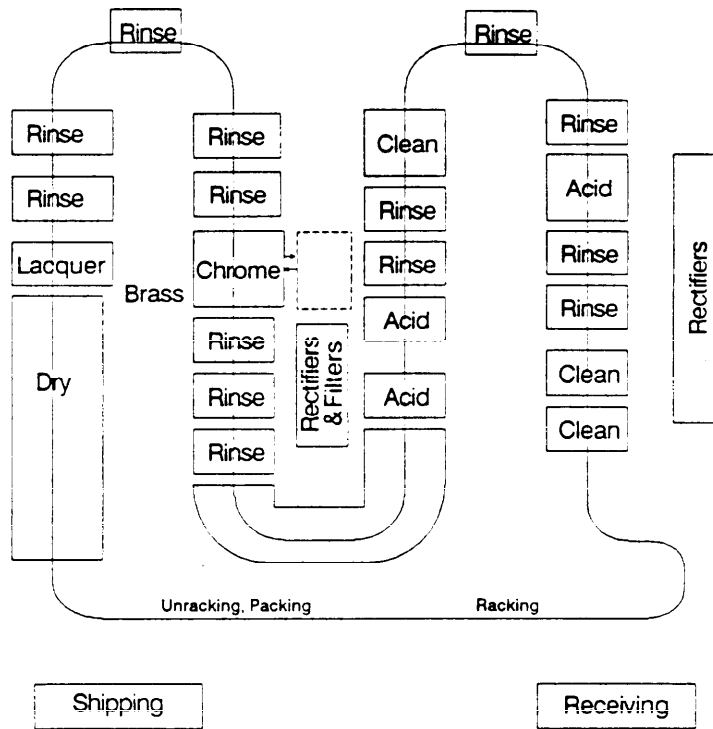 Rinse
Rinse
Rinse
Rinse
Lacquer
Dry
Brass
Rinse
Rinse
Chrome
Rinse
Rinse
Rinse
Rectifiers
& Filters
Clean
Rinse
Rinse
Acid
Acid
Rinse
Acid
Rinse
Rinse
Clean
Clean
Rectifiers
Unracking, Packing
Racking
Shipping
Receiving